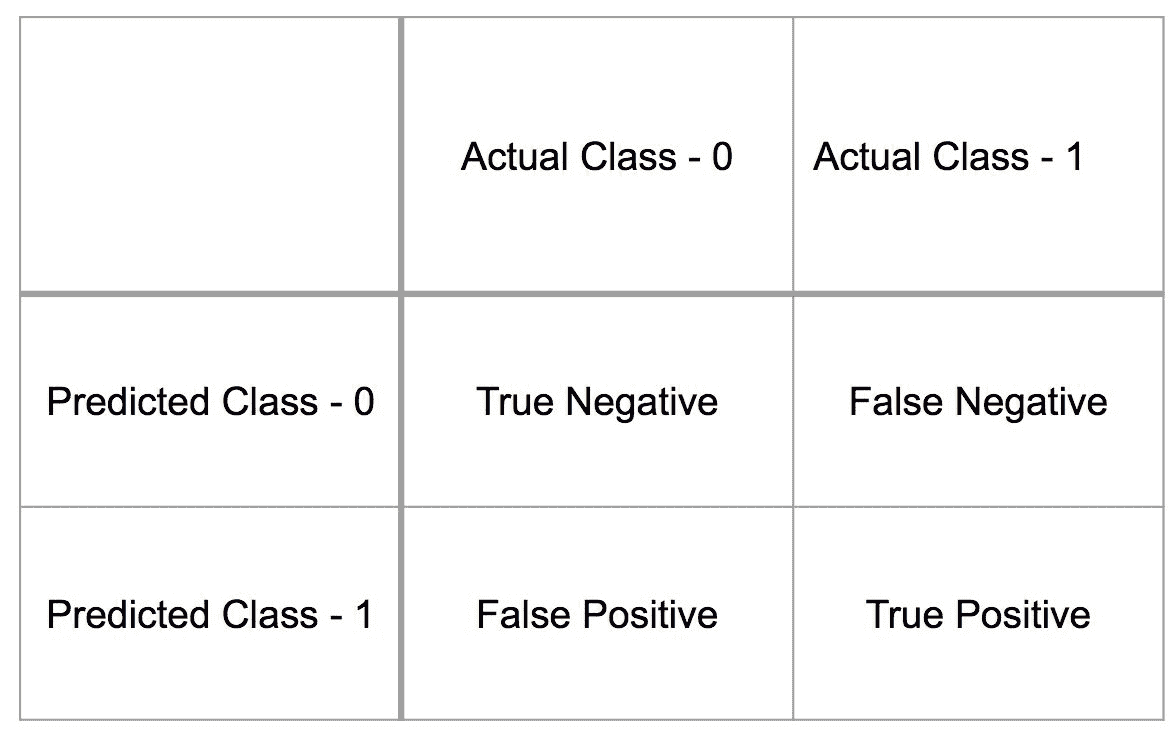 Actual Class - 0
Actual Class - 1
Predicted Class - 0
True Negative
False Negative
Predicted Class - 1
False Positive
True Positive